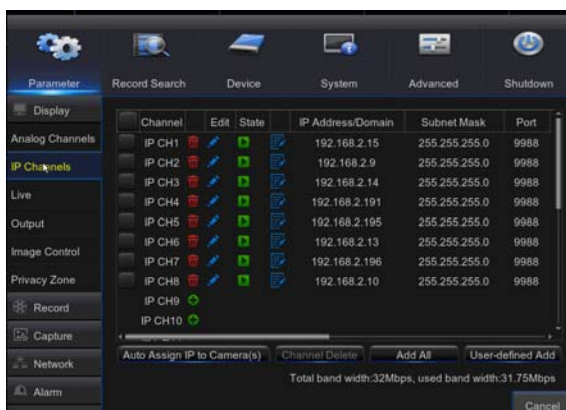 Parameter Record Search Device System Advanced Shutdown
Display
Analog Channels
IP Channels
Live
Output
Image Control
Privacy Zone
Record
Capture
Network
Alarm
Channel Edit State IP Address/Domain Subnet Mask Port
IP CH1 192.168.2.15 255.255.255.0 9988
IP CH2 192.168.2.9 255.255.255.0 9988
IP CH3 192.168.2.14 255.255.255.0 9988
IP CH4 192.168.2.191 255.255.255.0 9988
IP CH5 192.168.2.195 255.255.255.0 9988
IP CH6 192.168.2.13 255.255.255.0 9988
IP CH7 192.168.2.196 255.255.255.0 9988
IP CH8 192.168.2.10 255.255.255.0 9988
IP CH9
IP CH10
Auto Assign IP to Camera(s) Channel Delete Add All User-defined Add
Total band width:32Mbps, used band width:31.75Mbps
Cancel